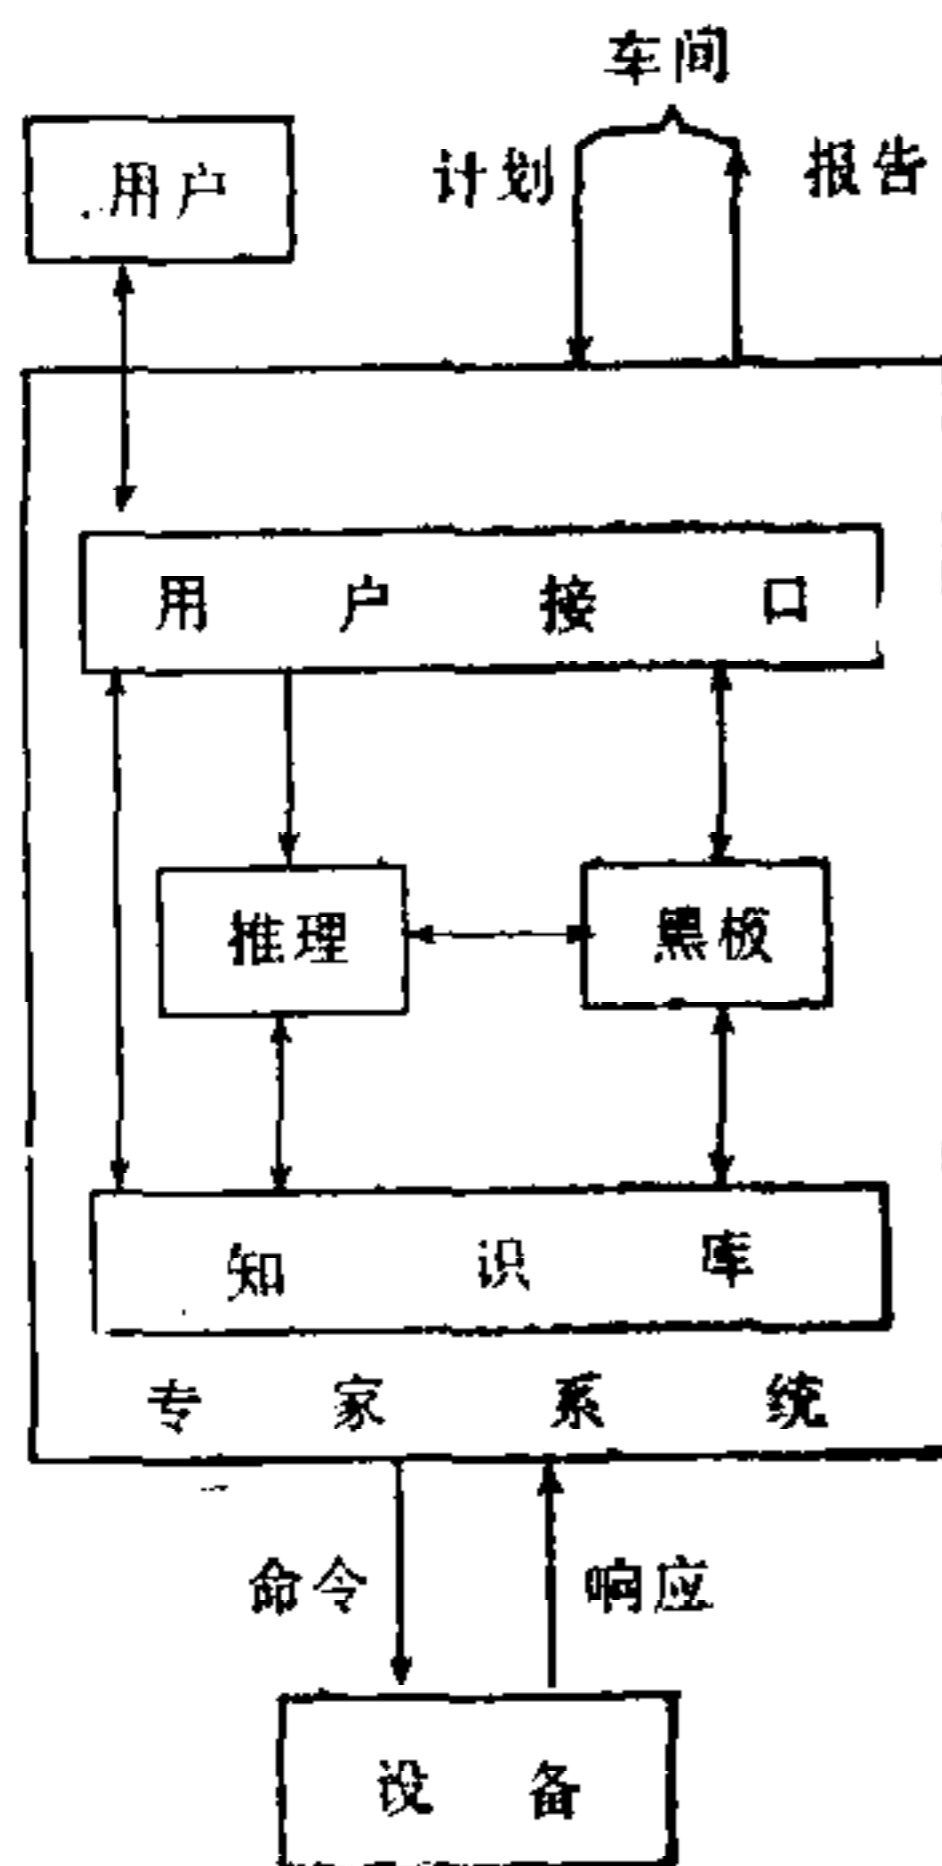 车间
计划
报告
用户
用户接口
推理
黑板
知识库
专家系统
命令
响应
设备